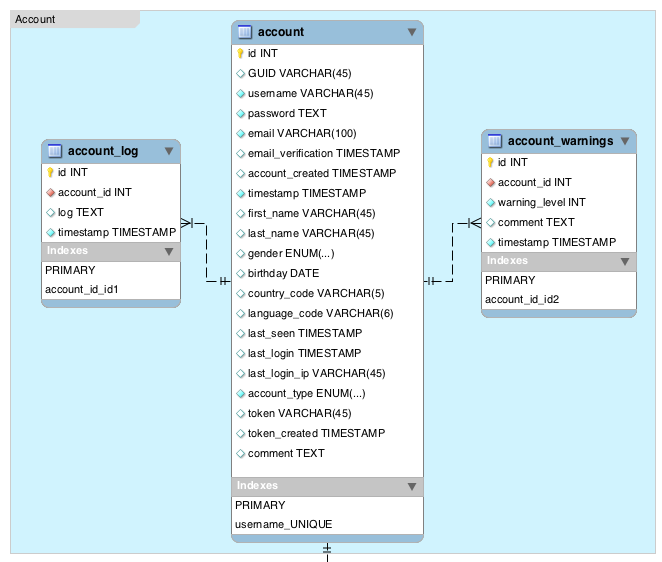 Account
account
id INT
GUID VARCHAR(45)
username VARCHAR(45)
password TEXT
email VARCHAR(100)
email_verification TIMESTAMP
account_created TIMESTAMP
timestamp TIMESTAMP
first_name VARCHAR(45)
last_name VARCHAR(45)
gender ENUM(...)
birthday DATE
country_code VARCHAR(5)
language_code VARCHAR(6)
last_seen TIMESTAMP
last_login TIMESTAMP
last_login_ip VARCHAR(45)
account_type ENUM(...)
token VARCHAR(45)
token_created TIMESTAMP
comment TEXT
Indexes
PRIMARY
username_UNIQUE
account_log
id INT
account_id INT
log TEXT
timestamp TIMESTAMP
Indexes
PRIMARY
account_id_id1
account_warnings
id INT
account_id INT
warning_level INT
comment TEXT
timestamp TIMESTAMP
Indexes
PRIMARY
account_id_id2